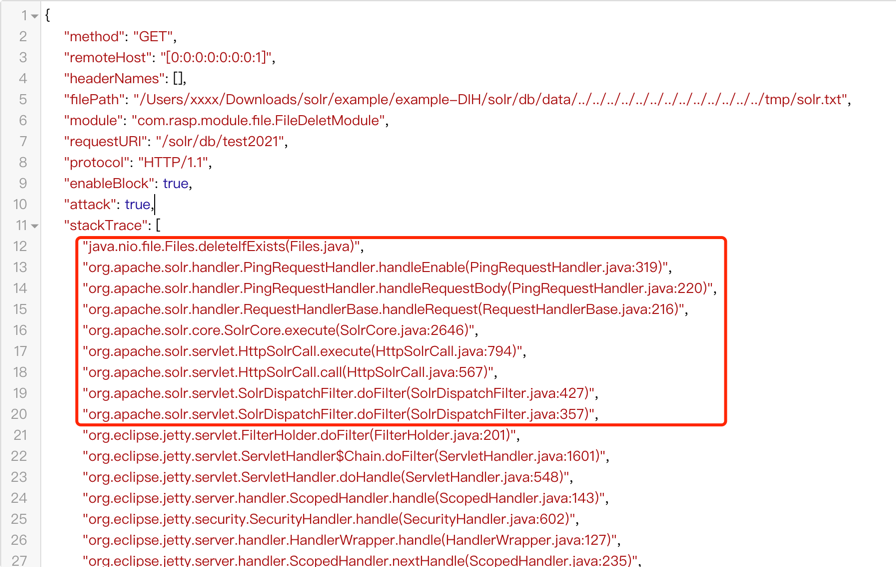 1 {
2 "method": "GET",
3 "remoteHost": "[0:0:0:0:0:0:0:1]",
4 "headerNames": [],
5 "filePath": "/Users/xxxx/Downloads/solr/example/example-DIH/solr/db/data/../../../../../../../../../../../../../tmp/solr.txt",
6 "module": "com.rasp.module.file.FileDeletModule",
7 "requestURI": "/solr/db/test2021",
8 "protocol": "HTTP/1.1",
9 "enableBlock": true,
10 "attack": true,
11 "stackTrace": [
12 "java.nio.file.Files.deleteIfExists(Files.java)",
13 "org.apache.solr.handler.PingRequestHandler.handleEnable(PingRequestHandler.java:319)",
14 "org.apache.solr.handler.PingRequestHandler.handleRequestBody(PingRequestHandler.java:220)",
15 "org.apache.solr.handler.RequestHandlerBase.handleRequest(RequestHandlerBase.java:216)",
16 "org.apache.solr.core.SolrCore.execute(SolrCore.java:2646)",
17 "org.apache.solr.servlet.HttpSolrCall.execute(HttpSolrCall.java:794)",
18 "org.apache.solr.servlet.HttpSolrCall.call(HttpSolrCall.java:567)",
19 "org.apache.solr.servlet.SolrDispatchFilter.doFilter(SolrDispatchFilter.java:427)",
20 "org.apache.solr.servlet.SolrDispatchFilter.doFilter(SolrDispatchFilter.java:357)",
21 "org.eclipse.jetty.servlet.FilterHolder.doFilter(FilterHolder.java:201)",
22 "org.eclipse.jetty.servlet.ServletHandler$Chain.doFilter(ServletHandler.java:1601)",
23 "org.eclipse.jetty.servlet.ServletHandler.doHandle(ServletHandler.java:548)",
24 "org.eclipse.jetty.server.handler.ScopedHandler.handle(ScopedHandler.java:143)",
25 "org.eclipse.jetty.security.SecurityHandler.handle(SecurityHandler.java:602)",
26 "org.eclipse.jetty.server.handler.HandlerWrapper.handle(HandlerWrapper.java:127)",
27 "org.eclipse.jetty.server.handler.ScopedHandler.nextHandle(ScopedHandler.java:235)",